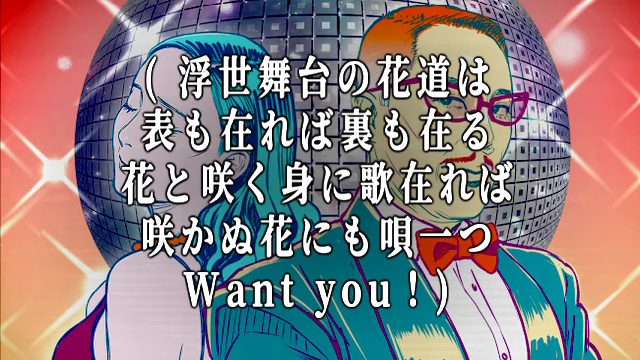 ( 浮世舞台の花道は
表も在れば裏も在る
花と咲く身に歌在れば
咲かぬ花にも唄一つ
Want you！)